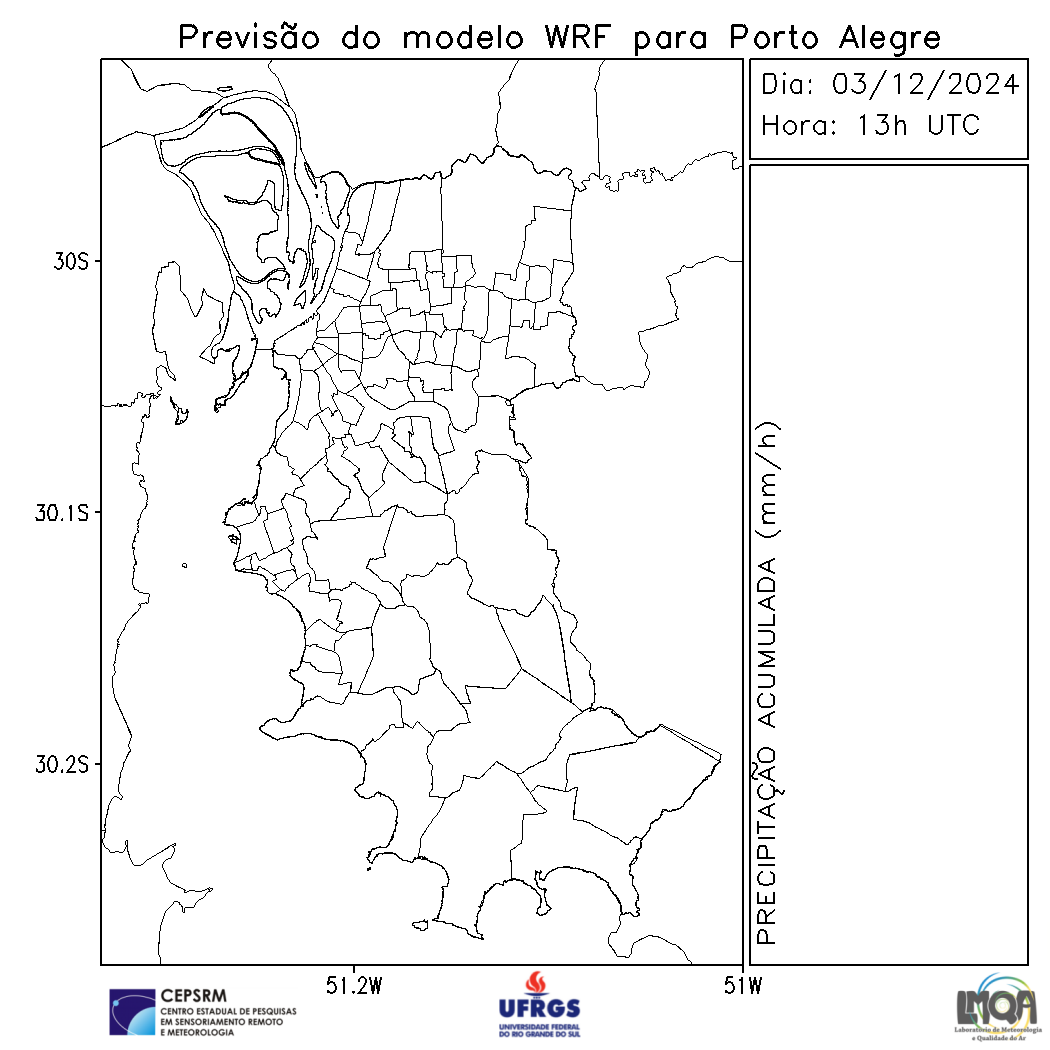 Previsão do modelo WRF para Porto Alegre
Dia: 03/12/2024
Hora: 13h UTC
30S
30.1S
30.2S
PRECIPITAÇÃO ACUMULADA (mm/h)
51.2W
51W
CEPSRM
CENTRO ESTADUAL DE PESQUISAS
EM SENSORIAMENTO REMOTO
E METEOROLOGIA
UFRGS
UNIVERSIDADE FEDERAL
DO RIO GRANDE DO SUL
LMQA
Laboratório de Meteorologia
e Qualidade do Ar